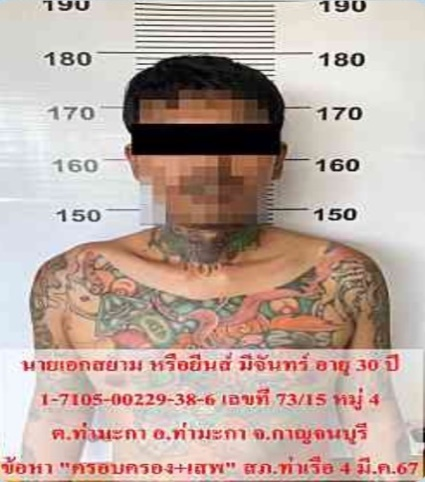 190 190
180 180
170 170
160 160
150 150
นายเอกสยาม หรือยีนส์ มีจันทร์ อายุ 30 ปี
1-7105-00229-38-6 เลขที่ 73/15 หมู่ 4
ต.ท่ามะกา อ.ท่ามะกา จ.กาญจนบุรี
ข้อหา "ครอบครอง+เสพ" สภ.ท่าเรือ 4 มี.ค.67